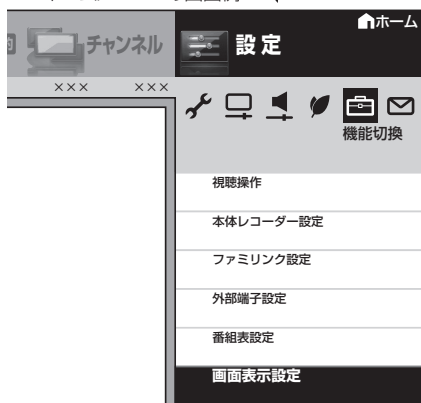 ホーム
チャンネル
設定
×××
×××
機能切換
視聴操作
本体レコーダー設定
ファミリンク設定
外部端子設定
番組表設定
画面表示設定